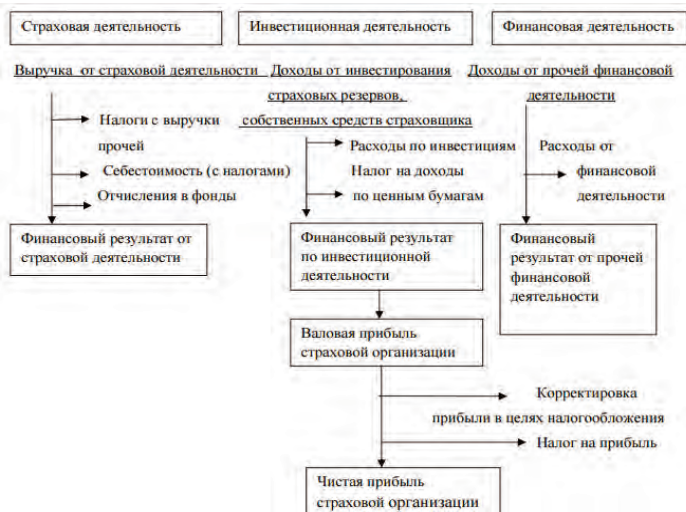 Страховая деятельность
Инвестиционная деятельность
Финансовая деятельность
Выручка от страховой деятельности
Доходы от инвестирования
страховых резервов,
собственных средств страховщика
Доходы от прочей финансовой
деятельности
Налоги с выручки
прочей
Себестоимость (с налогами)
Отчисления в фонды
Расходы по инвестициям
Налог на доходы
по ценным бумагам
Расходы от
финансовой
деятельности
Финансовый результат от
страховой деятельности
Финансовый результат
по инвестиционной
деятельности
Финансовый
результат от прочей
финансовой
деятельности
Валовая прибыль
страховой организации
Корректировка
прибыли в целях налогообложения
Налог на прибыль
Чистая прибыль
страховой организации